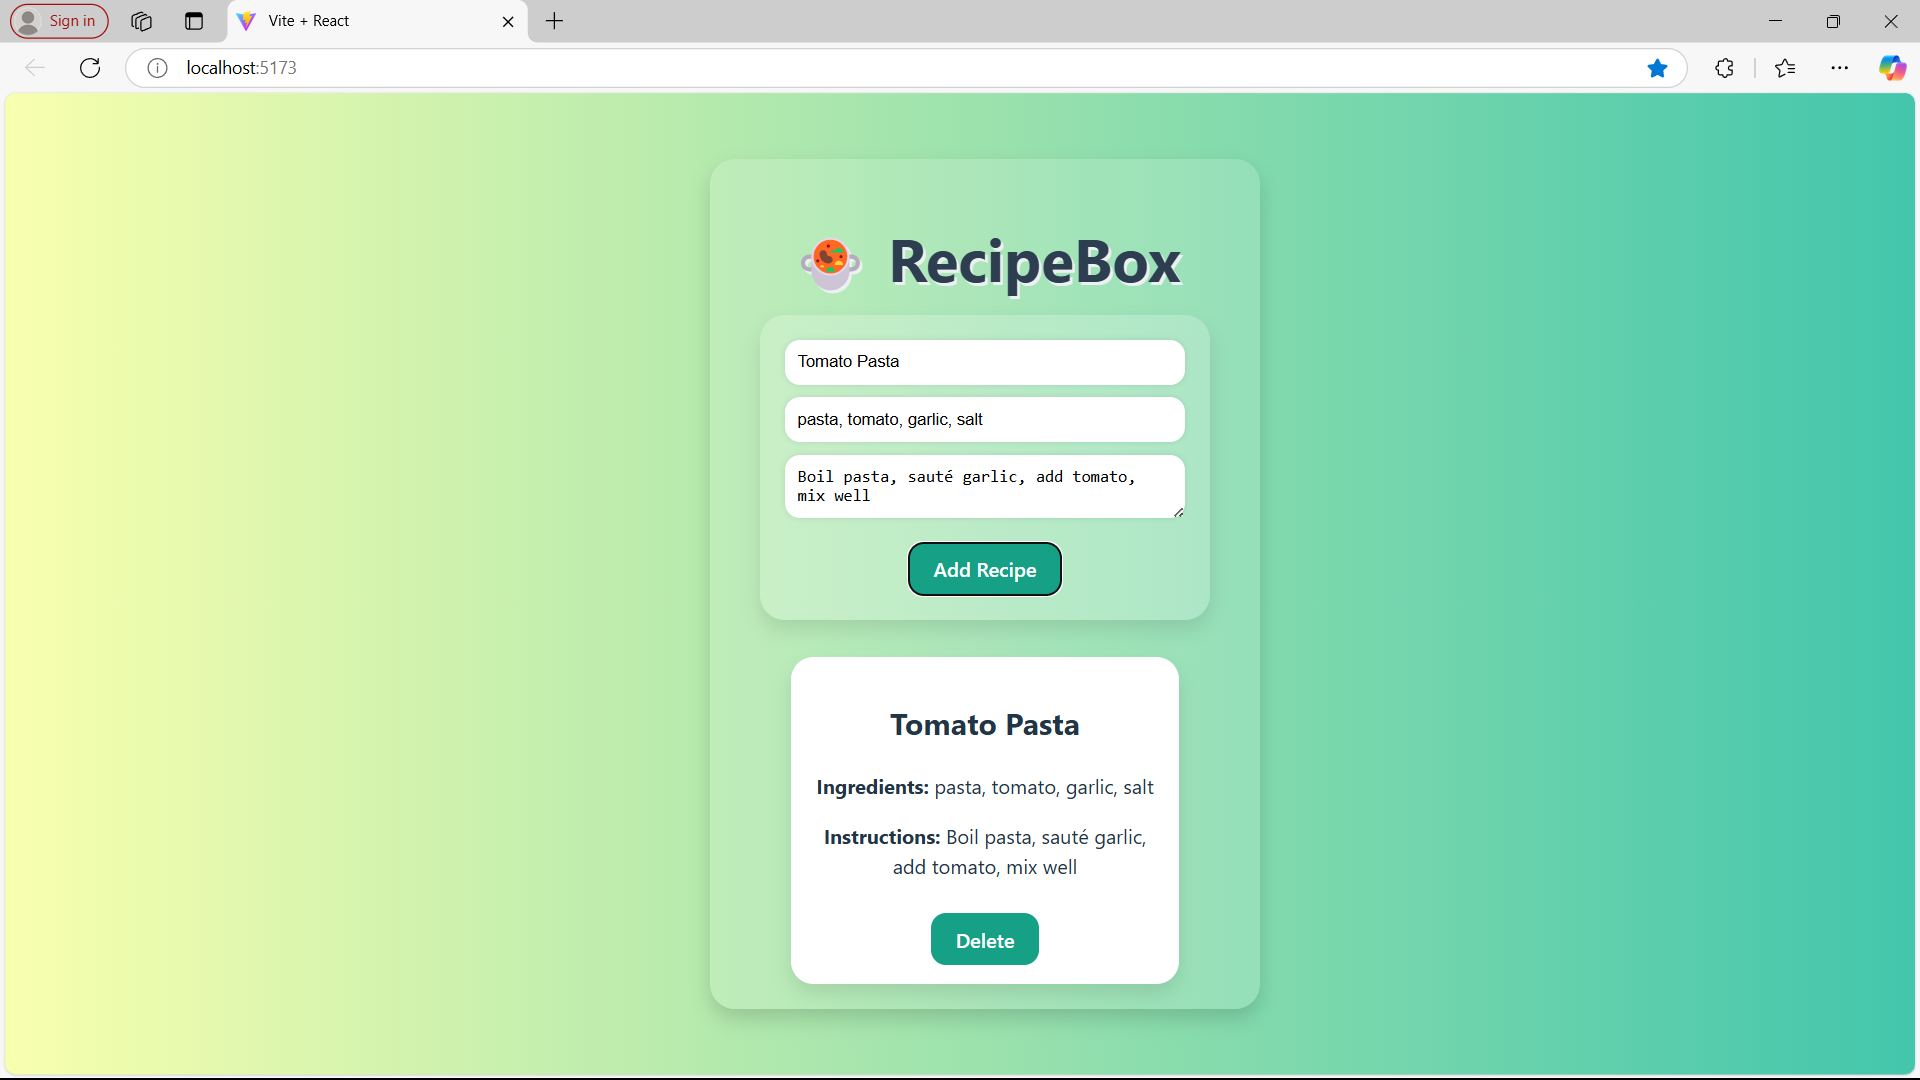 Sign in
Vite + React
localhost:5173
RecipeBox
Tomato Pasta
pasta, tomato, garlic, salt
Boil pasta, sauté garlic, add tomato,
mix well
Add Recipe
Tomato Pasta
Ingredients: pasta, tomato, garlic, salt
Instructions: Boil pasta, sauté garlic,
add tomato, mix well
Delete